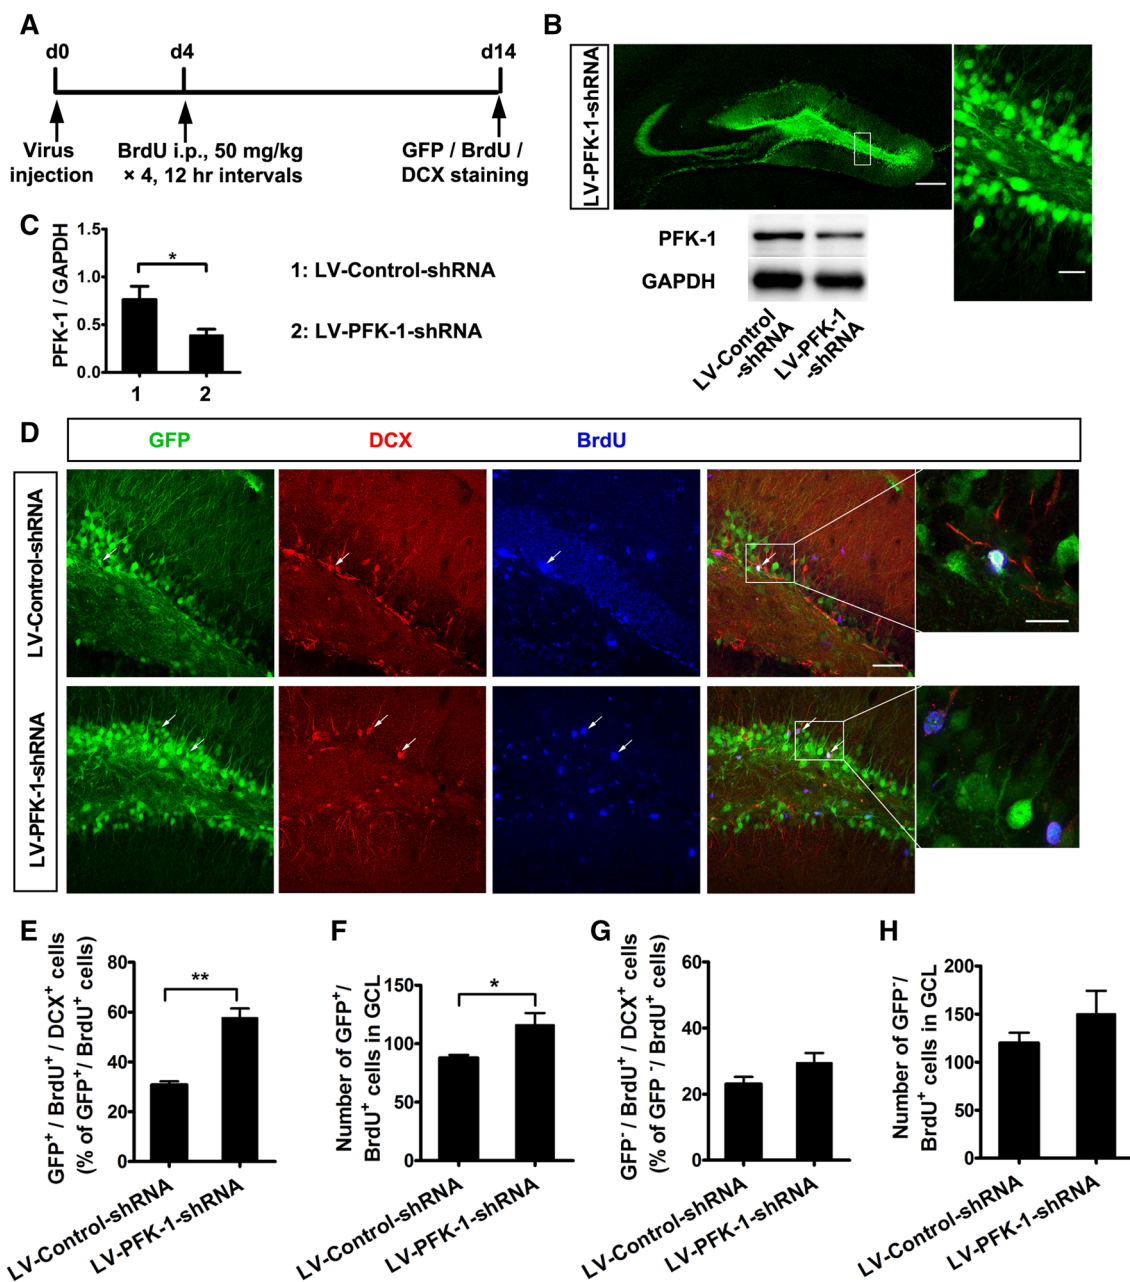 A
d0
d4
d14
Virus
injection
BrdU i.p., 50 mg/kg
× 4, 12 hr intervals
GFP / BrdU /
DCX staining
B
LV-PFK-1-shRNA
PFK-1
GAPDH
LV-Control
-shRNA
LV-PFK-1
-shRNA
C
PFK-1 / GAPDH
1.5
1.0
0.5
0.0
*
1
2
1: LV-Control-shRNA
2: LV-PFK-1-shRNA
D
GFP
DCX
BrdU
LV-Control-shRNA
LV-PFK-1-shRNA
E
GFP+ / BrdU+ / DCX+ cells
(% of GFP+/ BrdU+ cells)
80
60
40
20
0
**
LV-Control-shRNA
LV-PFK-1-shRNA
F
Number of GFP+/
BrdU+ cells in GCL
150
100
50
0
*
LV-Control-shRNA
LV-PFK-1-shRNA
G
GFP- / BrdU+ / DCX+ cells
(% of GFP -/ BrdU+ cells)
60
40
20
0
LV-Control-shRNA
LV-PFK-1-shRNA
H
Number of GFP-/
BrdU+ cells in GCL
200
150
100
50
0
LV-Control-shRNA
LV-PFK-1-shRNA